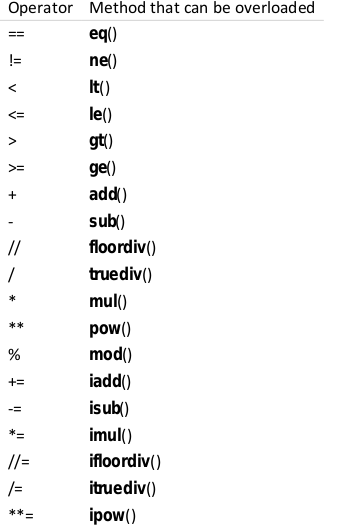 Operator Method that can be overloaded
== eq()
!= ne()
< lt()
<= le()
> gt()
>= ge()
+ add()
- sub()
// floordiv()
/ truediv()
* mul()
** pow()
% mod()
+= iadd()
-= isub()
*= imul()
//= ifloordiv()
/= itruediv()
**= ipow()